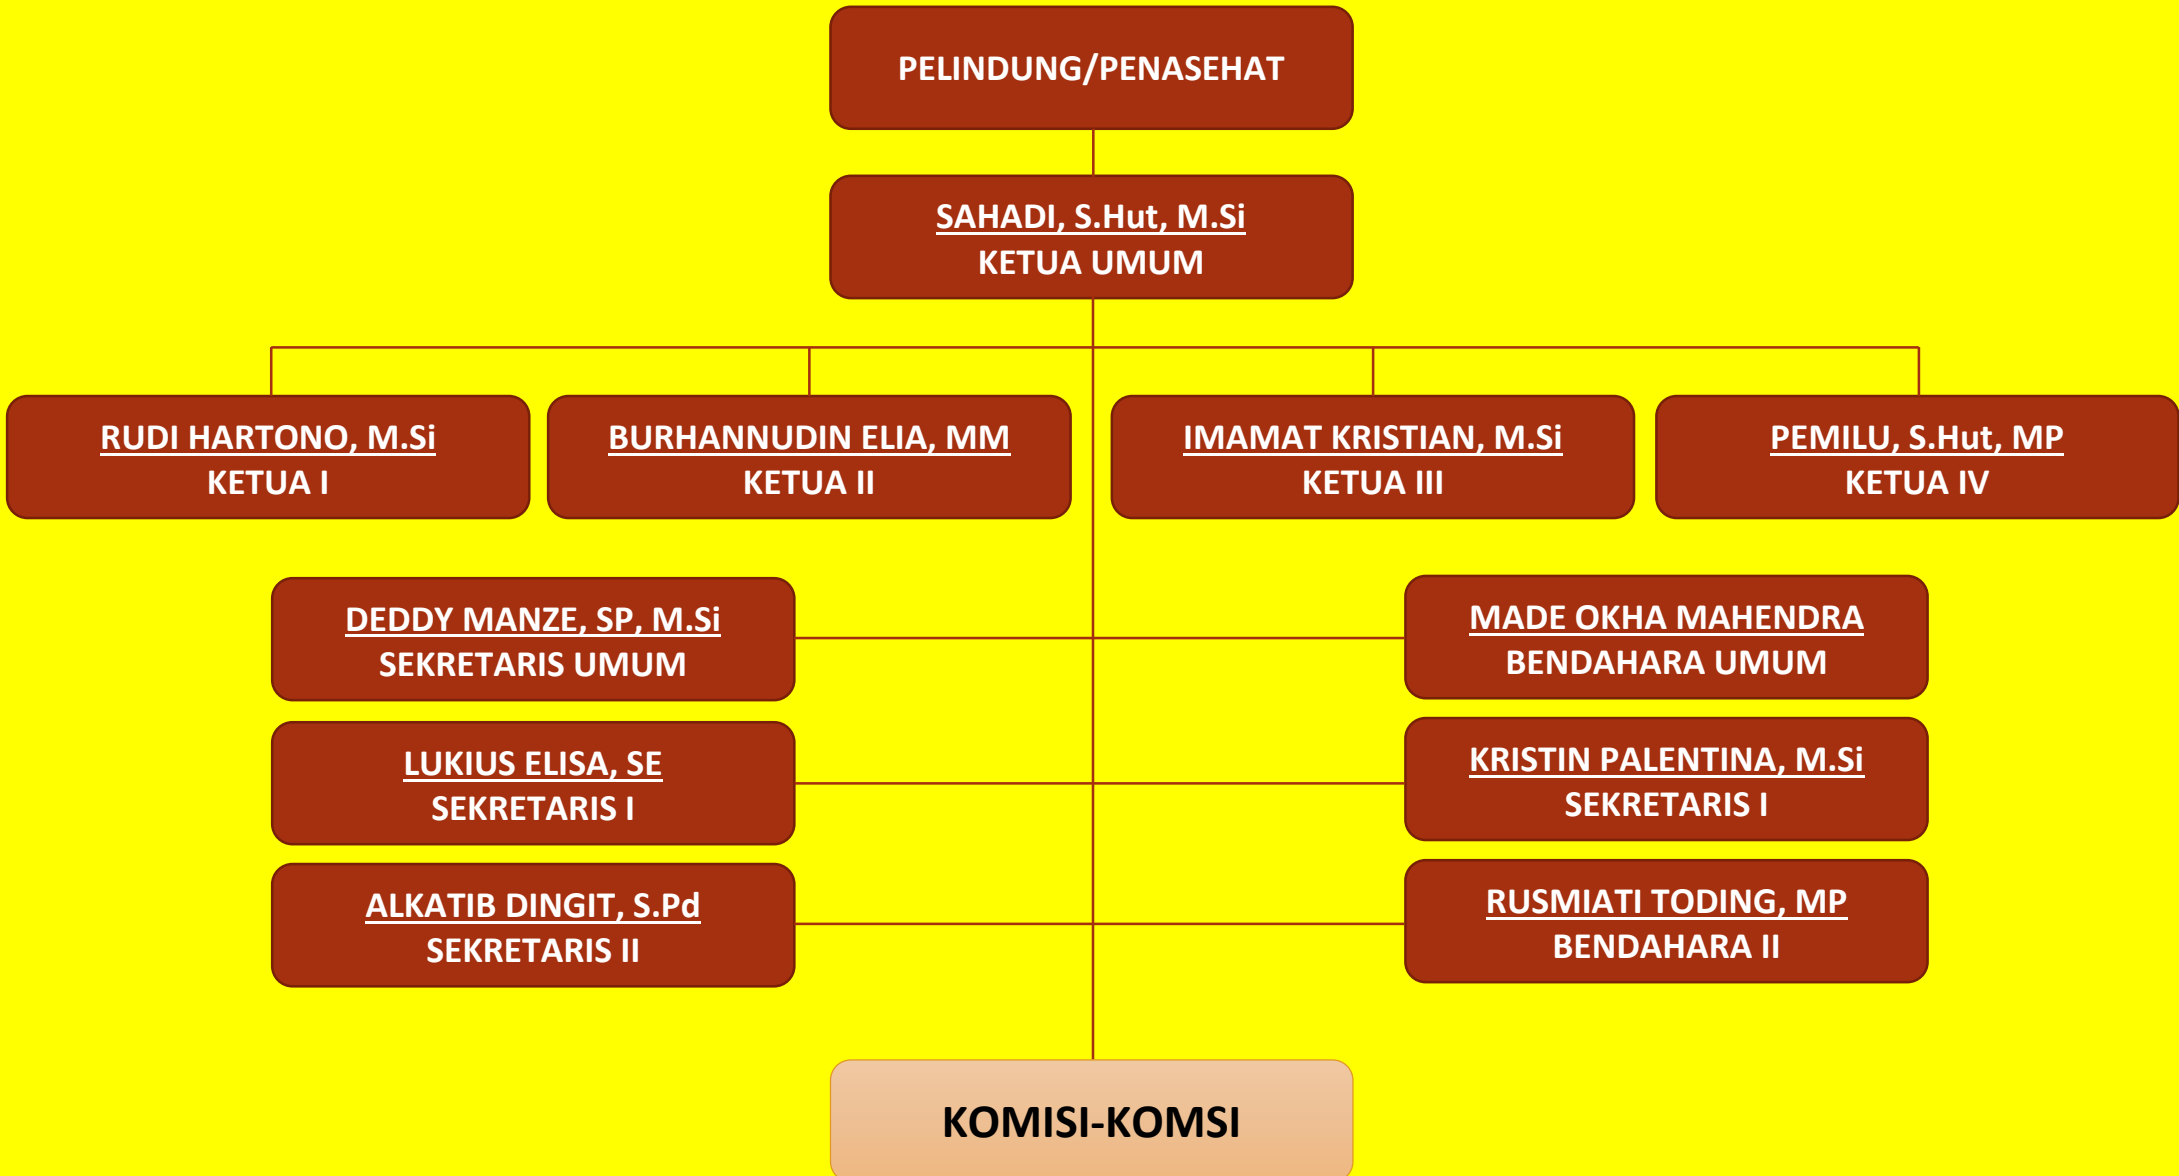 PELINDUNG/PENASEHAT
SAHADI, S.Hut, M.Si
KETUA UMUM
RUDI HARTONO, M.Si
KETUA I
BURHANNUDIN ELIA, MM
KETUA II
IMAMAT KRISTIAN, M.Si
KETUA III
PEMILU, S.Hut, MP
KETUA IV
DEDDY MANZE, SP, M.Si
SEKRETARIS UMUM
MADE OKHA MAHENDRA
BENDAHARA UMUM
LUKIUS ELISA, SE
SEKRETARIS I
KRISTIN PALENTINA, M.Si
SEKRETARIS I
ALKATIB DINGIT, S.Pd
SEKRETARIS II
RUSMIATI TODING, MP
BENDAHARA II
KOMISI-KOMSI